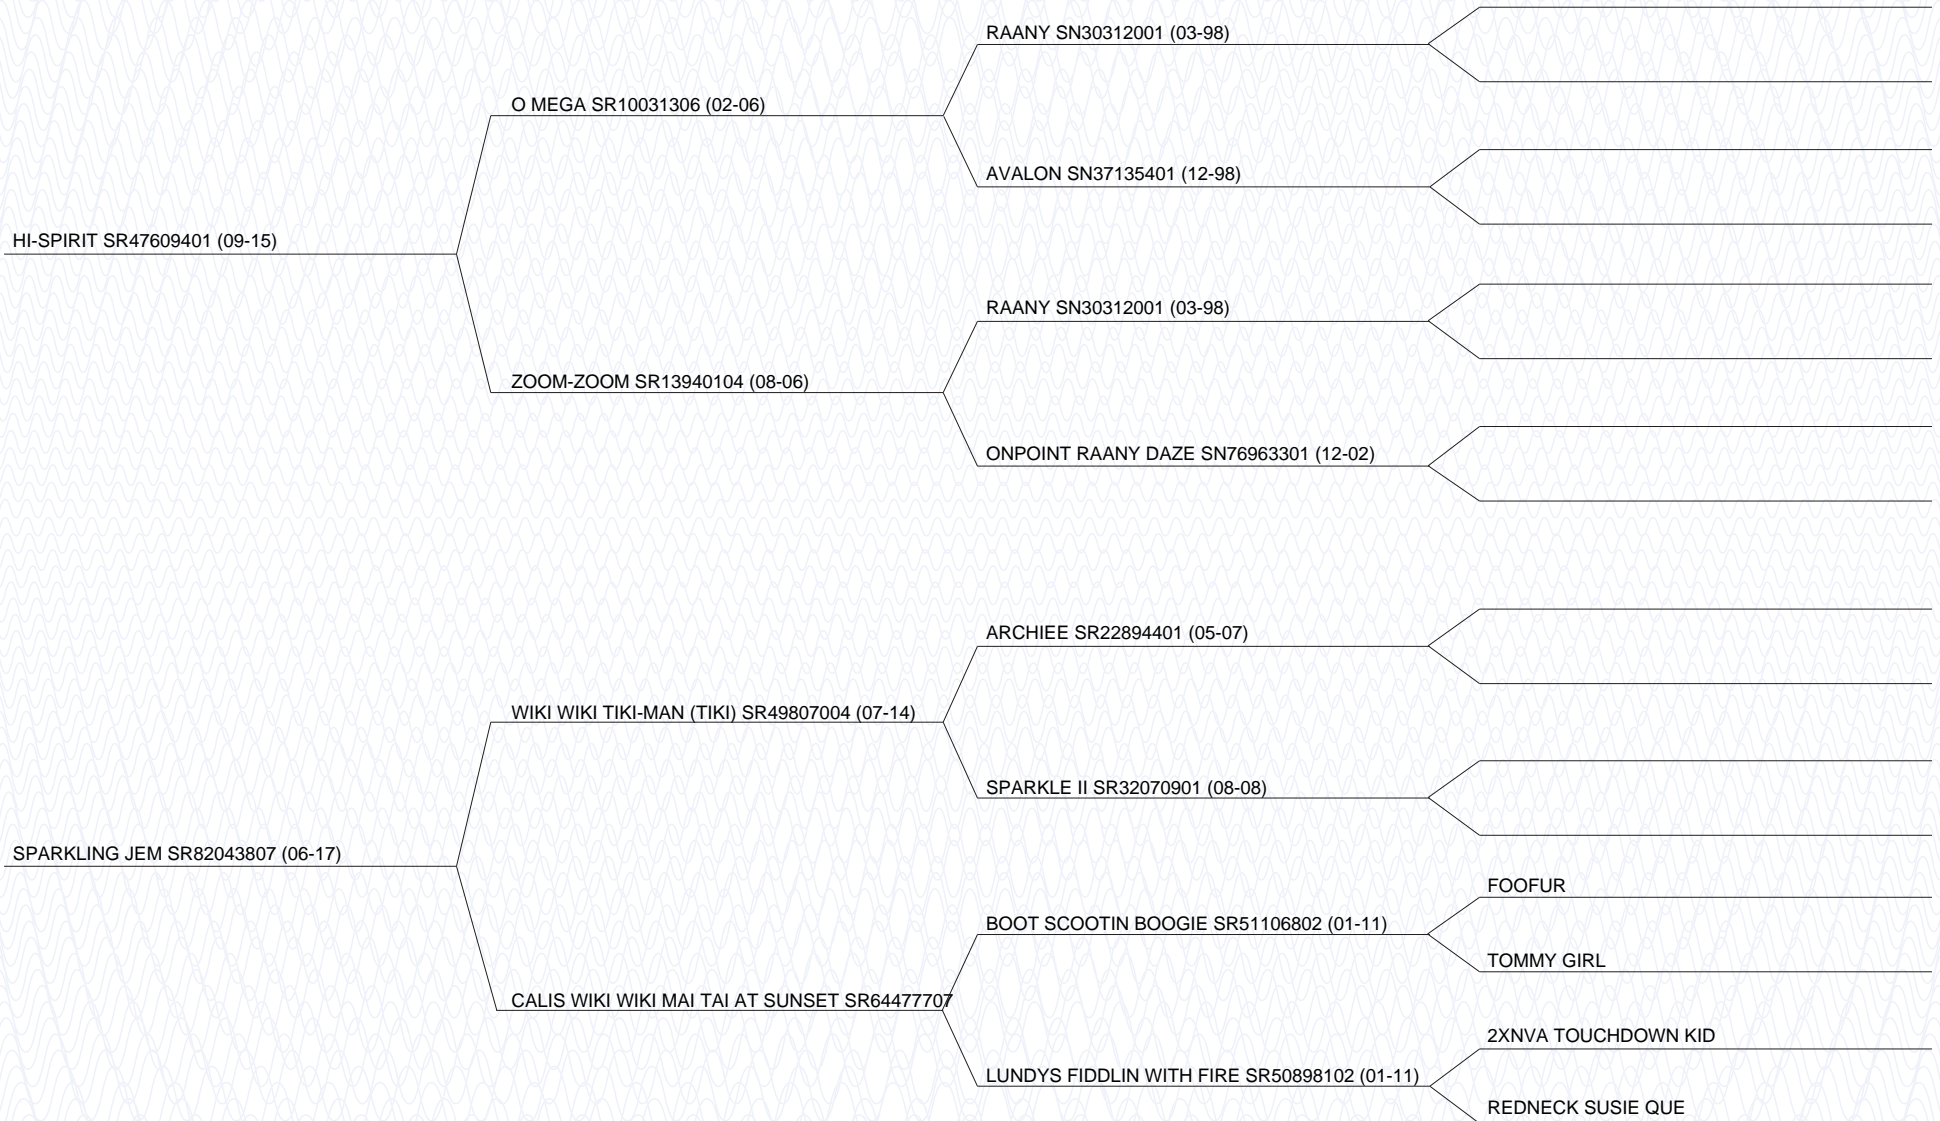 RAANY SN30312001 (03-98)
O MEGA SR10031306 (02-06)
AVALON SN37135401 (12-98)
HI-SPIRIT SR47609401 (09-15)
RAANY SN30312001 (03-98)
ZOOM-ZOOM SR13940104 (08-06)
ONPOINT RAANY DAZE SN76963301 (12-02)
ARCHIEE SR22894401 (05-07)
WIKI WIKI TIKI-MAN (TIKI) SR49807004 (07-14)
SPARKLE II SR32070901 (08-08)
SPARKLING JEM SR82043807 (06-17)
FOOFUR
BOOT SCOOTIN BOOGIE SR51106802 (01-11)
TOMMY GIRL
CALIS WIKI WIKI MAI TAI AT SUNSET SR64477707
2XNVA TOUCHDOWN KID
LUNDYS FIDDLIN WITH FIRE SR50898102 (01-11)
REDNECK SUSIE QUE